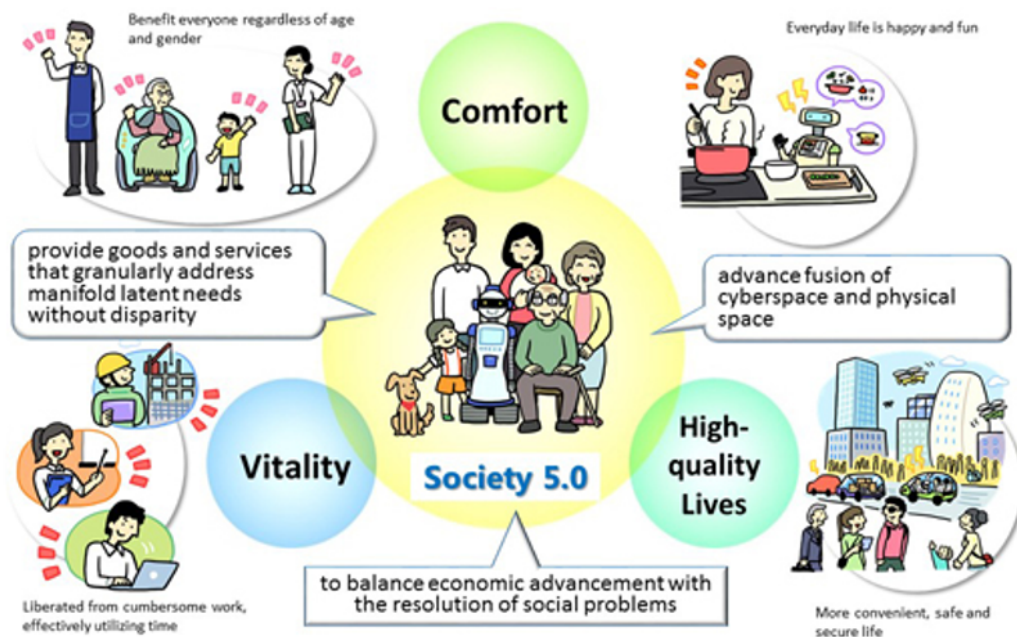 Benefit everyone regardless of age
and gender
Everyday life is happy and fun
Comfort
provide goods and services
that granularly address
manifold latent needs
without disparity
advance fusion of
cyberspace and physical
space
Vitality
Society 5.0
High-
quality
Lives
to balance economic advancement with
the resolution of social problems
Liberated from cumbersome work,
effectively utilizing time
More convenient, safe and
secure life